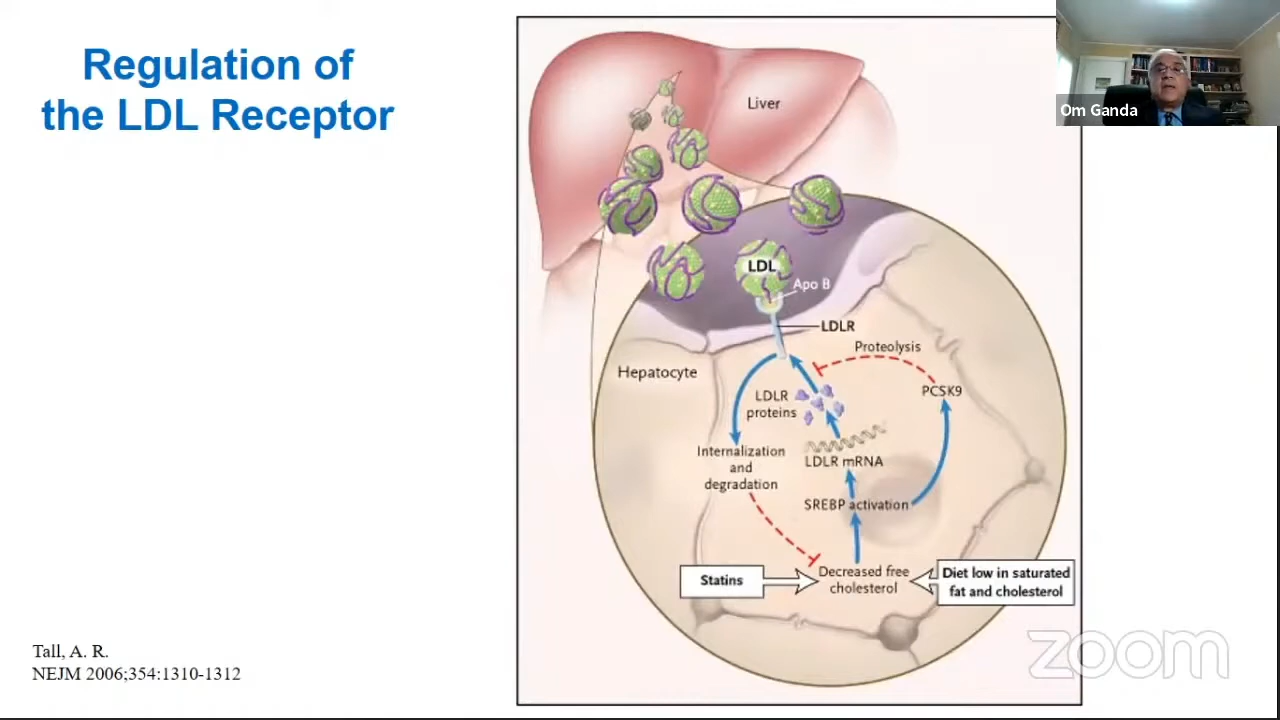 Regulation of
the LDL Receptor
Om Ganda
Liver
LDL
Apo B
LDLR
Proteolysis
Hepatocyte
PCSK9
LDLR
proteins
Internalization
and
degradation
LDLR mRNA
SREBP activation
Statins
Decreased free
cholesterol
Diet low in saturated
fat and cholesterol
Tall, A. R.
NEJM 2006;354:1310-1312
zoom